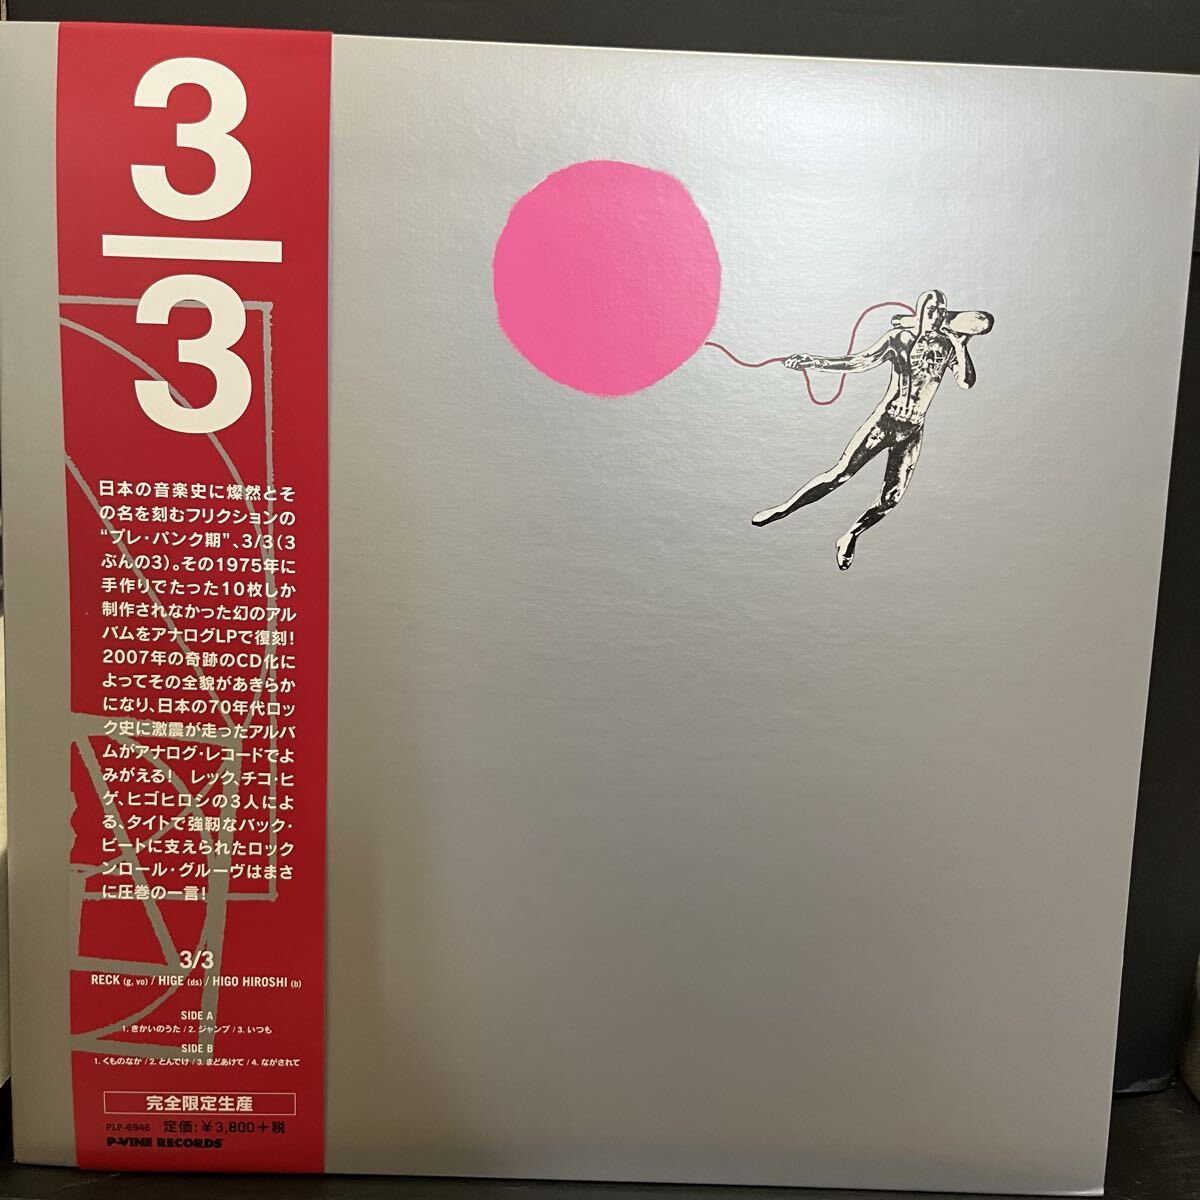 3
3
日本の音楽史に燦然とそ
の名を刻むフリクションの
“プレ・パンク期”、3/3(3
ぶんの3)。その1975年に
手作りでたった10枚しか
制作されなかった幻のアル
バムをアナログLPで復刻!
2007年の奇跡のCD化に
よってその全貌があきらか
になり、日本の70年代ロッ
ク史に激震が走ったアルバ
ムがアナログ・レコードでよ
みがえる! レック、チコ・ヒ
ゲ、ヒゴヒロシの3人によ
る、タイトで強靭なバック・
ビートに支えられたロック
ンロール・グルーヴはまさ
に圧巻の一言!
3/3
RECK (g, vo) / HIGE (ds) / HIGO HIROSHI (b)
SIDE A
1. きかいのうた / 2. ジャンプ / 3. いつも
SIDE B
1. くものなか / 2. とんでけ / 3. まどあけて / 4. ながされて
完全限定生産
PLP-6946 定価:¥3,800+税
P-VINE RECORDS